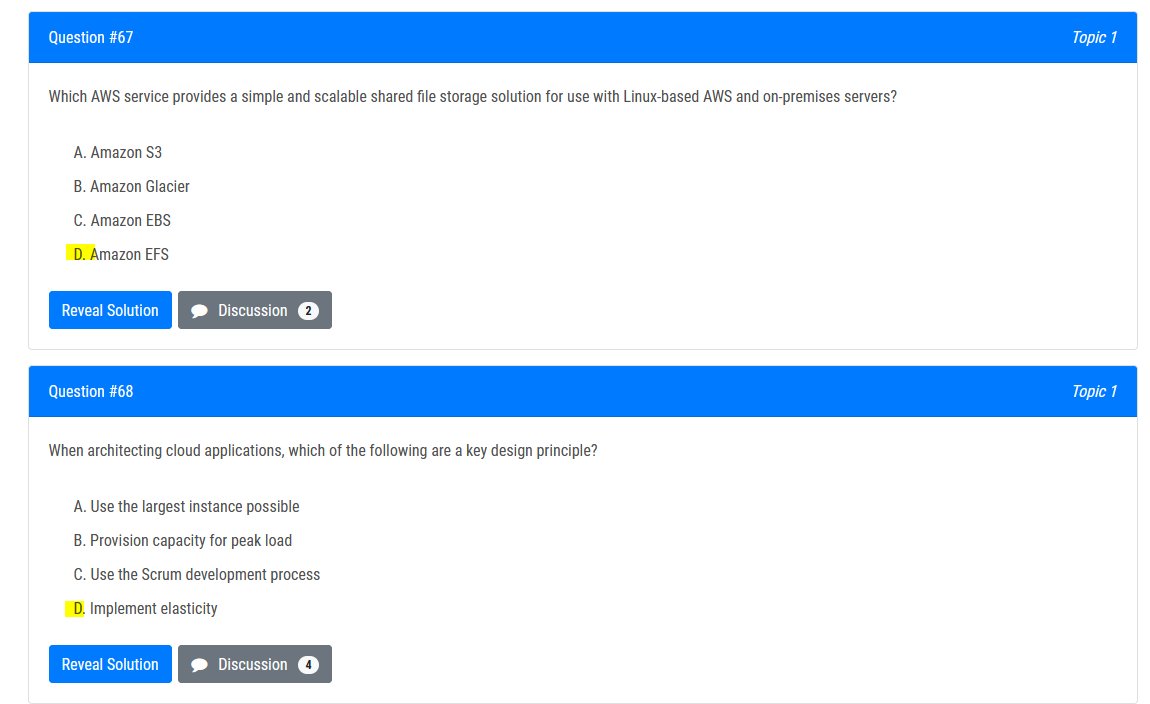 Question #67
Topic 1
Which AWS service provides a simple and scalable shared file storage solution for use with Linux-based AWS and on-premises servers?
A. Amazon S3
B. Amazon Glacier
C. Amazon EBS
D. Amazon EFS
Reveal Solution
Discussion 2
Question #68
Topic 1
When architecting cloud applications, which of the following are a key design principle?
A. Use the largest instance possible
B. Provision capacity for peak load
C. Use the Scrum development process
D. Implement elasticity
Reveal Solution
Discussion 4